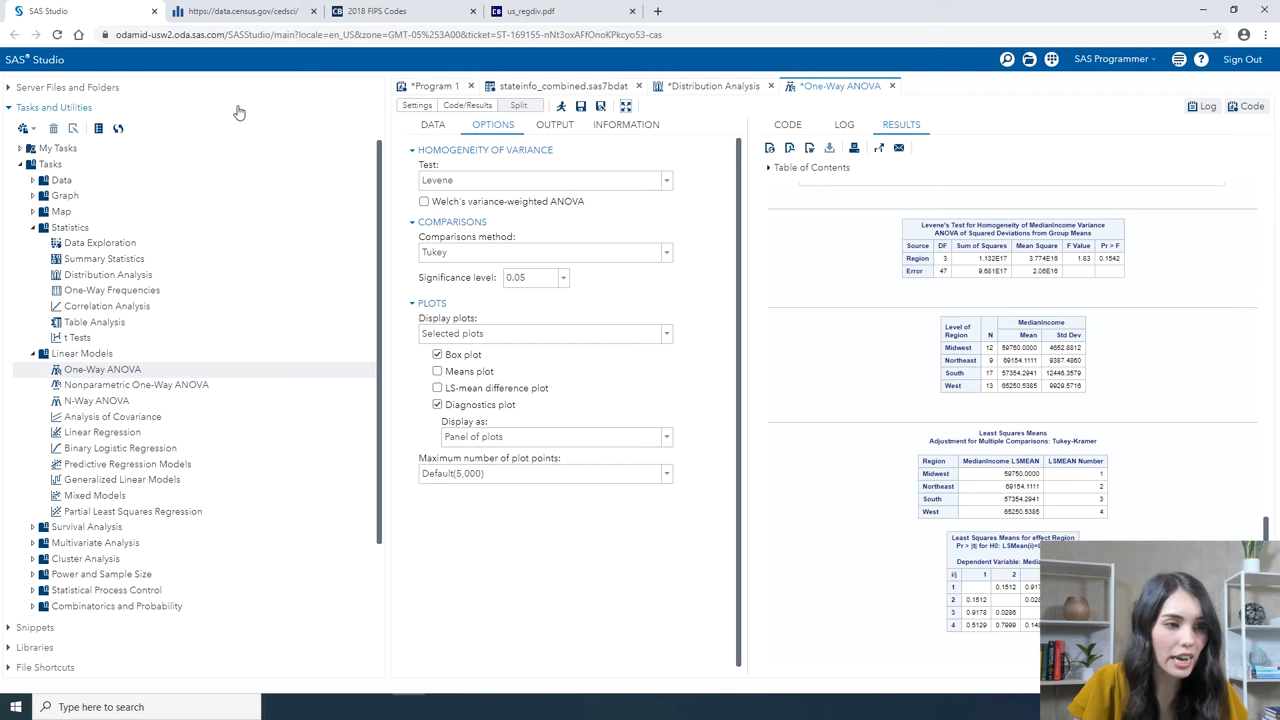 SAS Studio
https://data.census.gov/cedsci/
2018 FIPS Codes
us_regdiv.pdf
odamid-usw2.oda.sas.com/SASStudio/main?locale=en_US&zone=GMT-05%253A00&ticket=ST-169155-nNt3oxAFfOnoKPkcyo53-cas
SAS® Studio
SAS Programmer
Sign Out
Server Files and Folders
Tasks and Utilities
My Tasks
Tasks
Data
Graph
Map
Statistics
Data Exploration
Summary Statistics
Distribution Analysis
One-Way Frequencies
Correlation Analysis
Table Analysis
t Tests
Linear Models
One-Way ANOVA
Nonparametric One-Way ANOVA
N-Way ANOVA
Analysis of Covariance
Linear Regression
Binary Logistic Regression
Predictive Regression Models
Generalized Linear Models
Mixed Models
Partial Least Squares Regression
Survival Analysis
Multivariate Analysis
Cluster Analysis
Power and Sample Size
Statistical Process Control
Combinatorics and Probability
Snippets
Libraries
File Shortcuts
*Program 1
stateinfo_combined.sas7bdat
*Distribution Analysis
*One-Way ANOVA
Settings Code/Results Split
Log Code
DATA OPTIONS OUTPUT INFORMATION
HOMOGENEITY OF VARIANCE
Test:
Levene
Welch's variance-weighted ANOVA
COMPARISONS
Comparisons method:
Tukey
Significance level: 0.05
PLOTS
Display plots:
Selected plots
Box plot
Means plot
LS-mean difference plot
Diagnostics plot
Display as:
Panel of plots
Maximum number of plot points:
Default(5,000)
CODE LOG RESULTS
Table of Contents
Levene's Test for Homogeneity of MedianIncome Variance
ANOVA of Squared Deviations from Group Means
Source DF Sum of Squares Mean Square F Value Pr > F
Region 3 1.132E17 3.774E16 1.83 0.1542
Error 47 9.681E17 2.06E16
Level of Region N MedianIncome
Mean Std Dev
Midwest 12 59750.0000 4652.8812
Northeast 9 69154.1111 9387.4860
South 17 57354.2941 12446.3579
West 13 65250.5385 9929.5716
Least Squares Means
Adjustment for Multiple Comparisons: Tukey-Kramer
Region MedianIncome LSMEAN LSMEAN Number
Midwest 59750.0000 1
Northeast 69154.1111 2
South 57354.2941 3
West 65250.5385 4
Least Squares Means for effect Region
Pr > |t| for H0: LSMean(i)=
Dependent Variable:
i/j 1 2
1 0.1512
2 0.1512
3 0.9178 0.0286
4 0.5129 0.7999
Type here to search